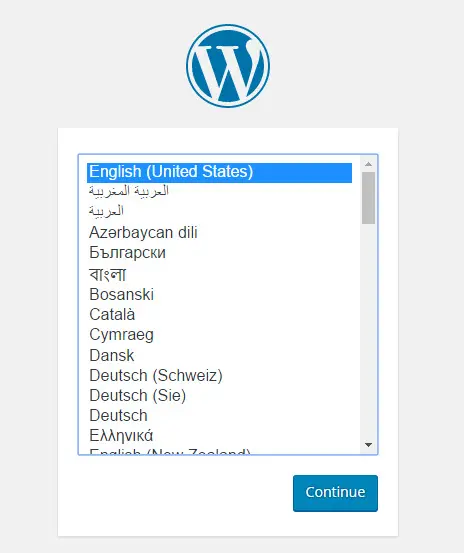 English (United States)
العربية المغربية
العربية
Azərbaycan dili
Български
বাংলা
Bosanski
Català
Cymraeg
Dansk
Deutsch (Schweiz)
Deutsch (Sie)
Deutsch
Ελληνικά
English (New Zealand)
Continue